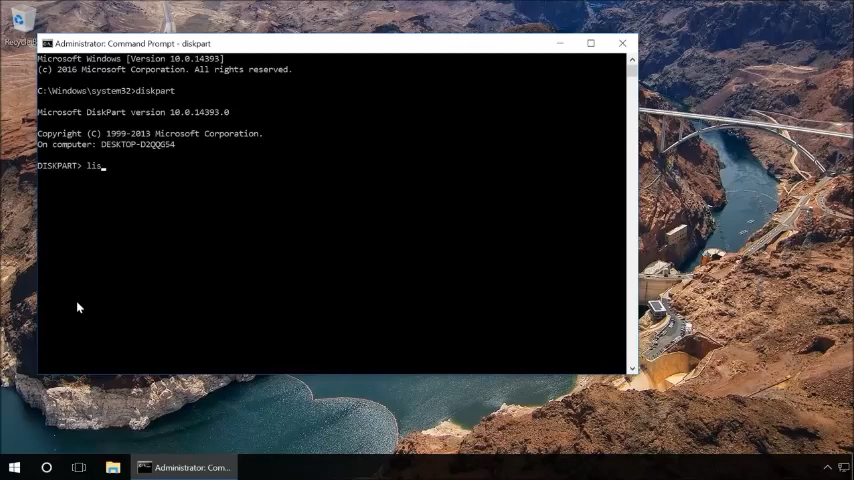 Recycle
Administrator: Command Prompt - diskpart
Microsoft Windows [Version 10.0.14393]
(c) 2016 Microsoft Corporation. All rights reserved.
C:\Windows\system32>diskpart
Microsoft DiskPart version 10.0.14393.0
Copyright (C) 1999-2013 Microsoft Corporation.
On computer: DESKTOP-D2QQG54
DISKPART> lis_
Administrator: Com...